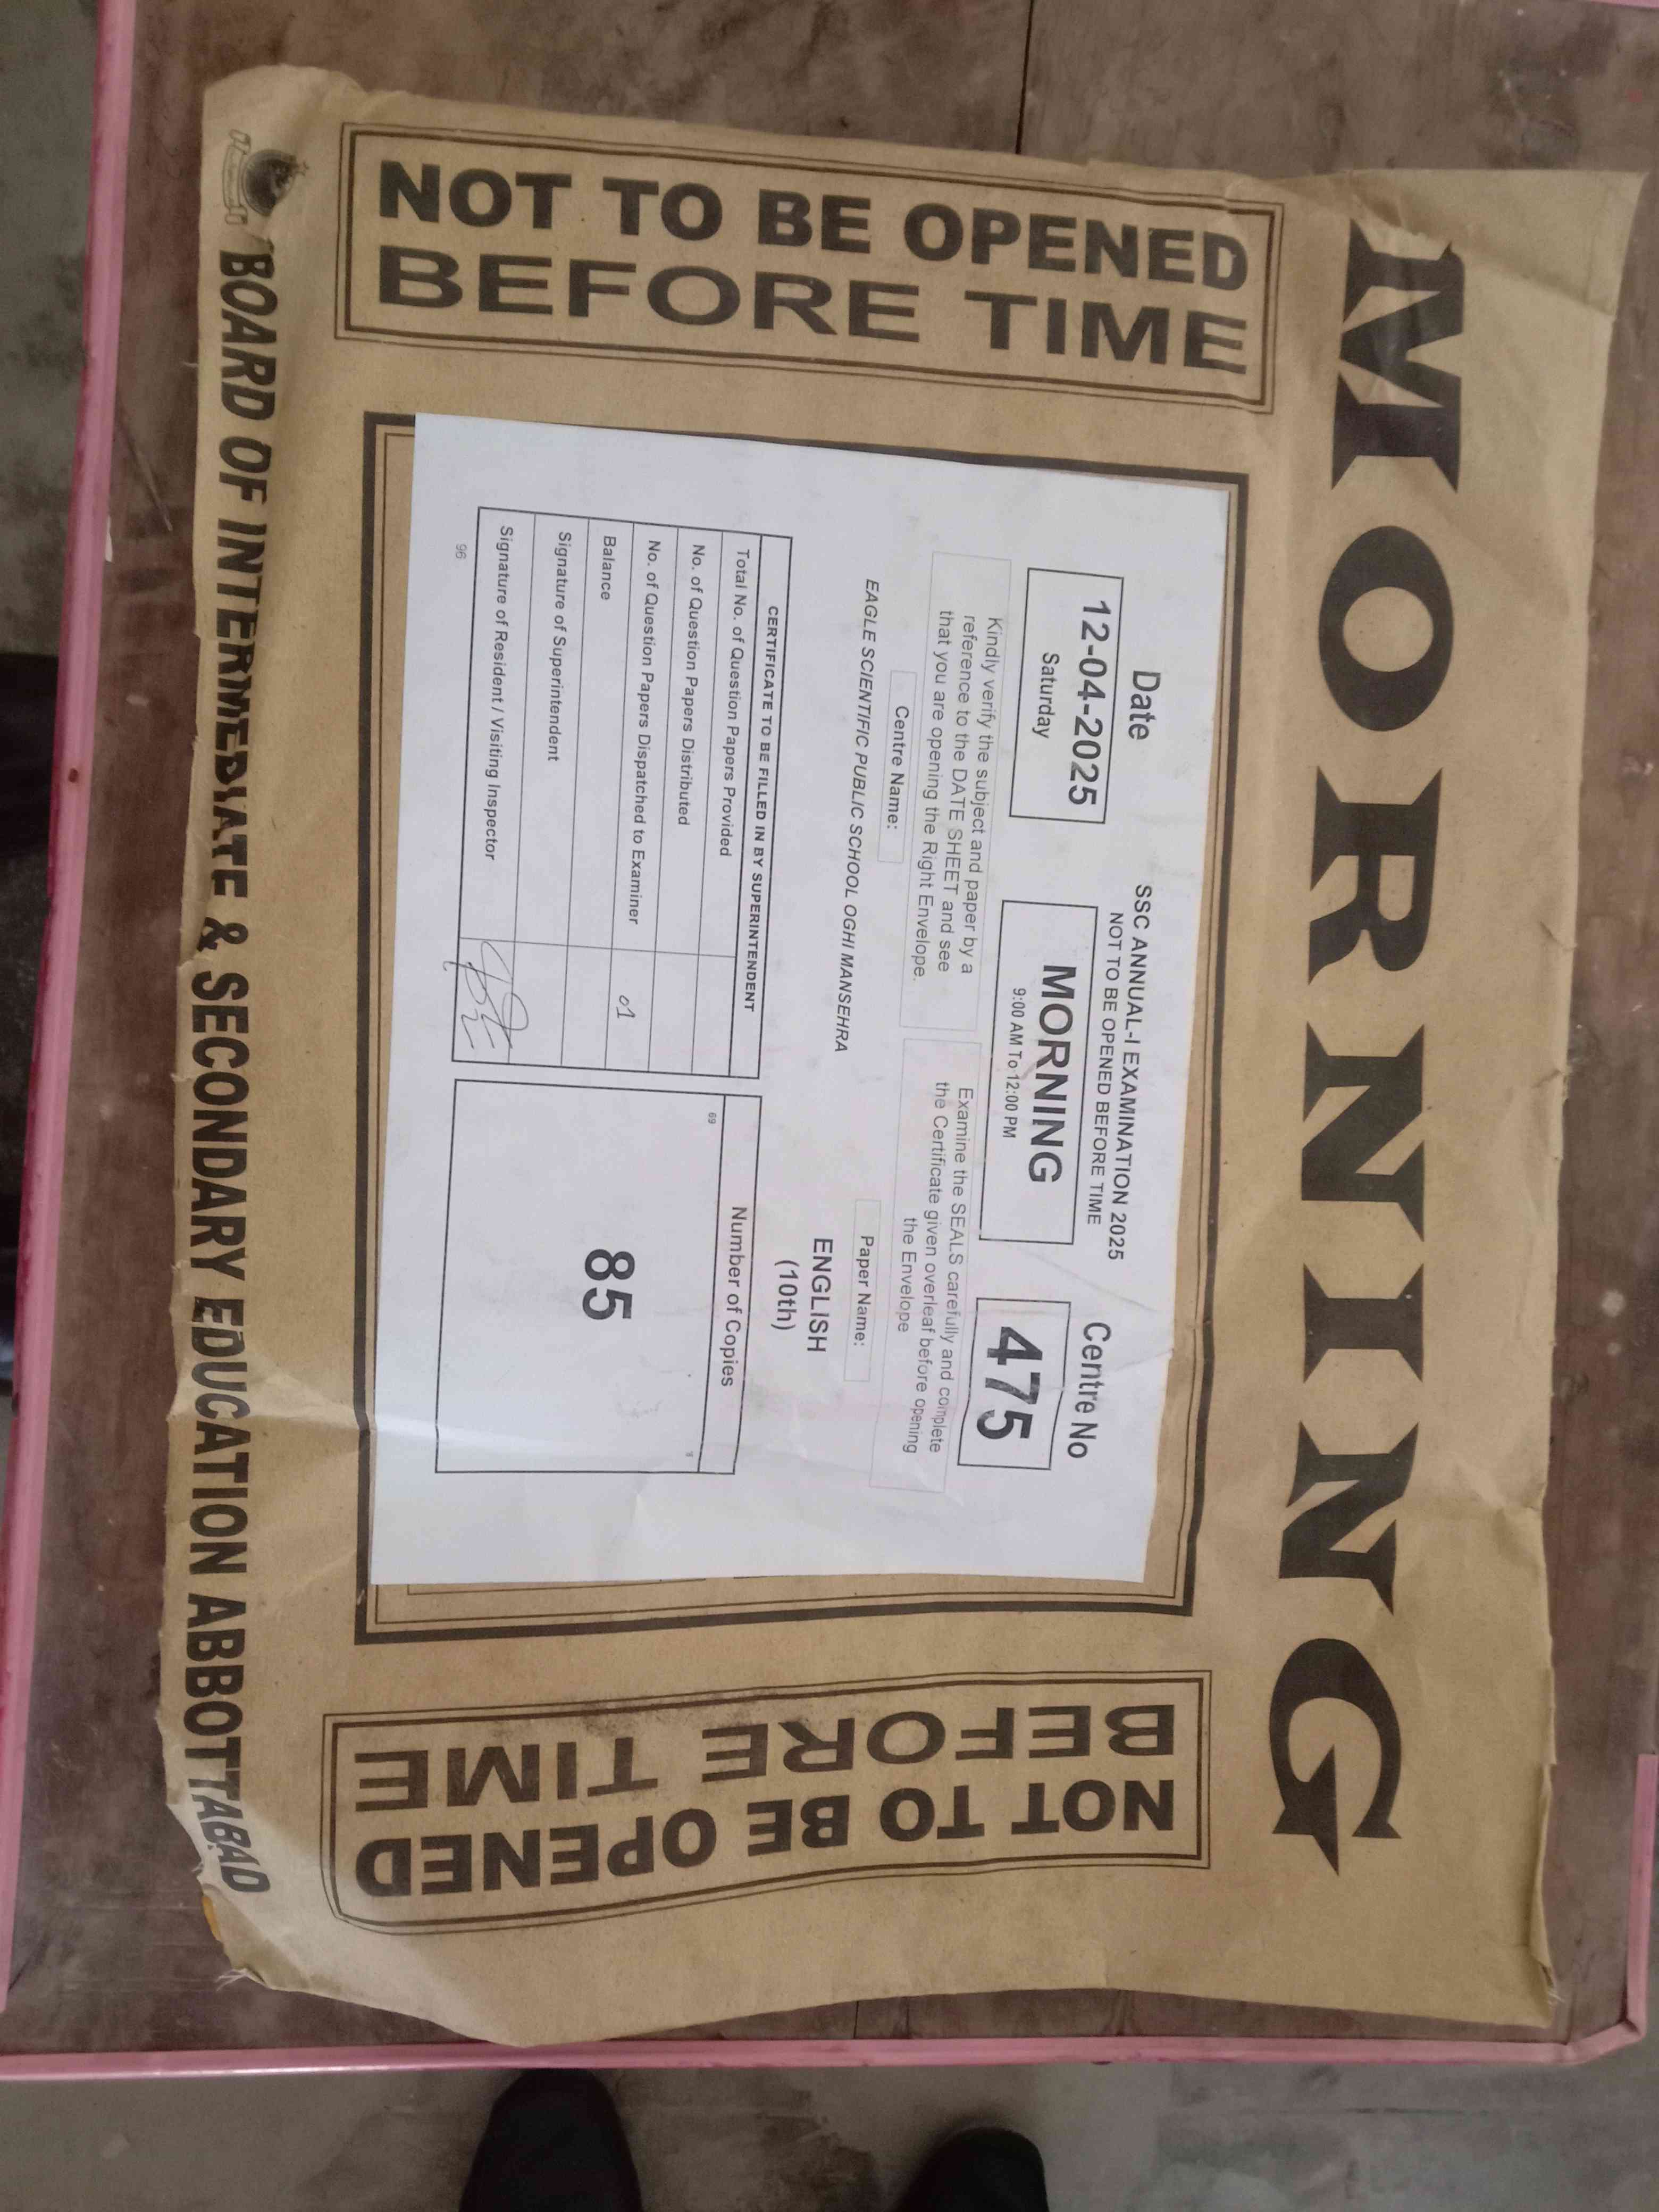 MORNING
NOT TO BE OPENED
BEFORE TIME
Date
12-04-2025
Saturday
SSC ANNUAL-I EXAMINATION 2025
NOT TO BE OPENED BEFORE TIME
MORNING
9:00 AM To 12:00 PM
Centre No
475
Kindly verify the subject and paper by a
reference to the DATE SHEET and see
that you are opening the Right Envelope.
Examine the SEALS carefully and complete
the Certificate given overleaf before opening
the Envelope
Centre Name:
EAGLE SCIENTIFIC PUBLIC SCHOOL OGHI MANSEHRA
Paper Name:
ENGLISH
(10th)
CERTIFICATE TO BE FILLED IN BY SUPERINTENDENT
Total No. of Question Papers Provided
No. of Question Papers Distributed
No. of Question Papers Dispatched to Examiner
Balance 01
Signature of Superintendent
Signature of Resident / Visiting Inspector
96
Number of Copies
69
85
NOT TO BE OPENED
BEFORE TIME
BOARD OF INTERMEDIATE & SECONDARY EDUCATION ABBOTTABAD